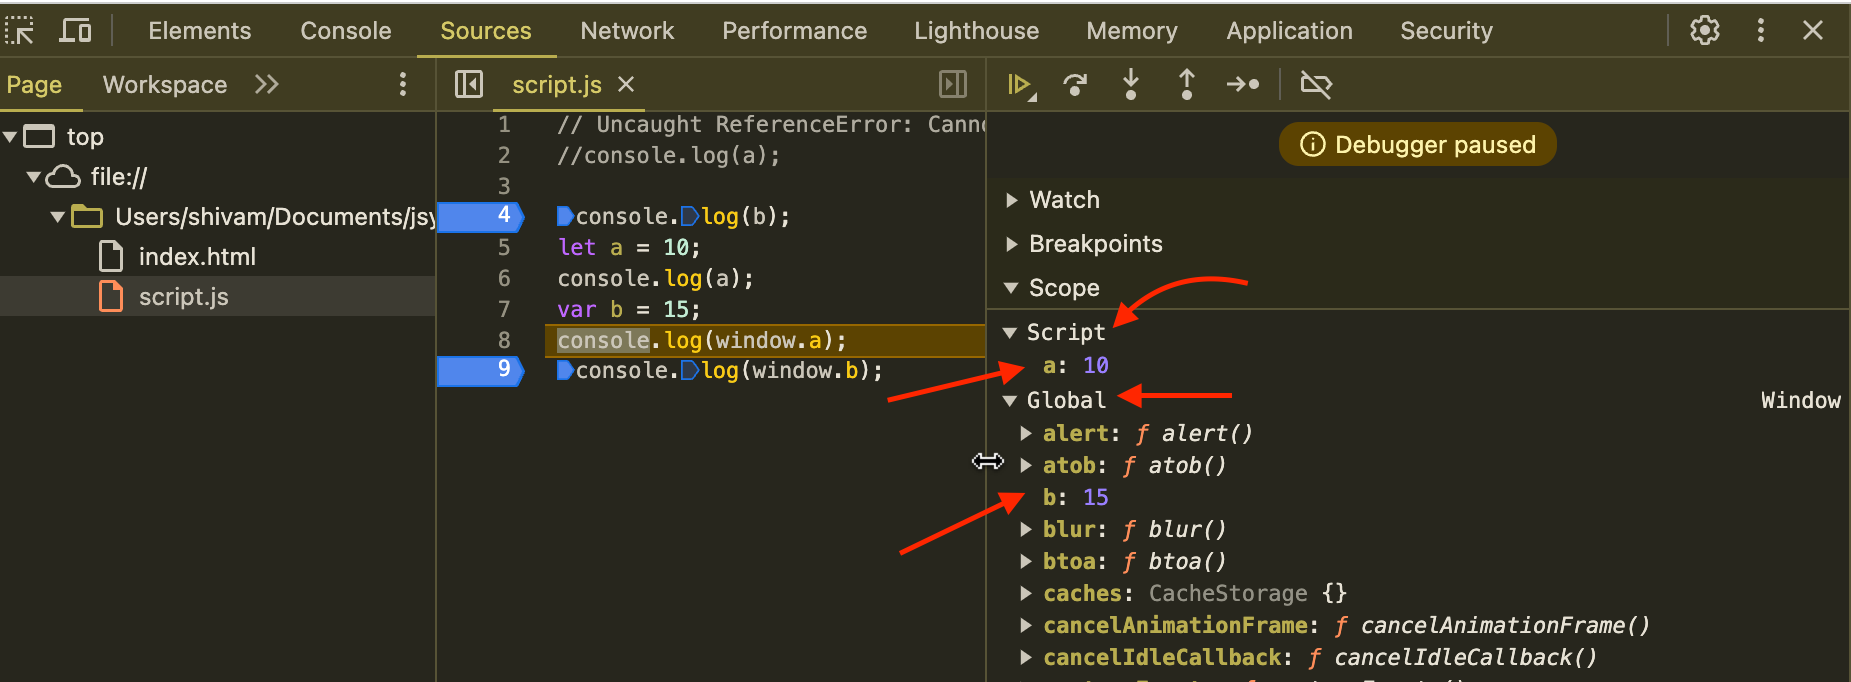 Elements Console Sources Network Performance Lighthouse Memory Application Security
Page Workspace
script.js
top
file://
Users/shivam/Documents/jsy
index.html
script.js
1 // Uncaught ReferenceError: Canno
2 //console.log(a);
3
4 console.log(b);
5 let a = 10;
6 console.log(a);
7 var b = 15;
8 console.log(window.a);
9 console.log(window.b);
Debugger paused
Watch
Breakpoints
Scope
Script
a: 10
Global Window
alert: ƒ alert()
atob: ƒ atob()
b: 15
blur: ƒ blur()
btoa: ƒ btoa()
caches: CacheStorage {}
cancelAnimationFrame: ƒ cancelAnimationFrame()
cancelIdleCallback: ƒ cancelIdleCallback()